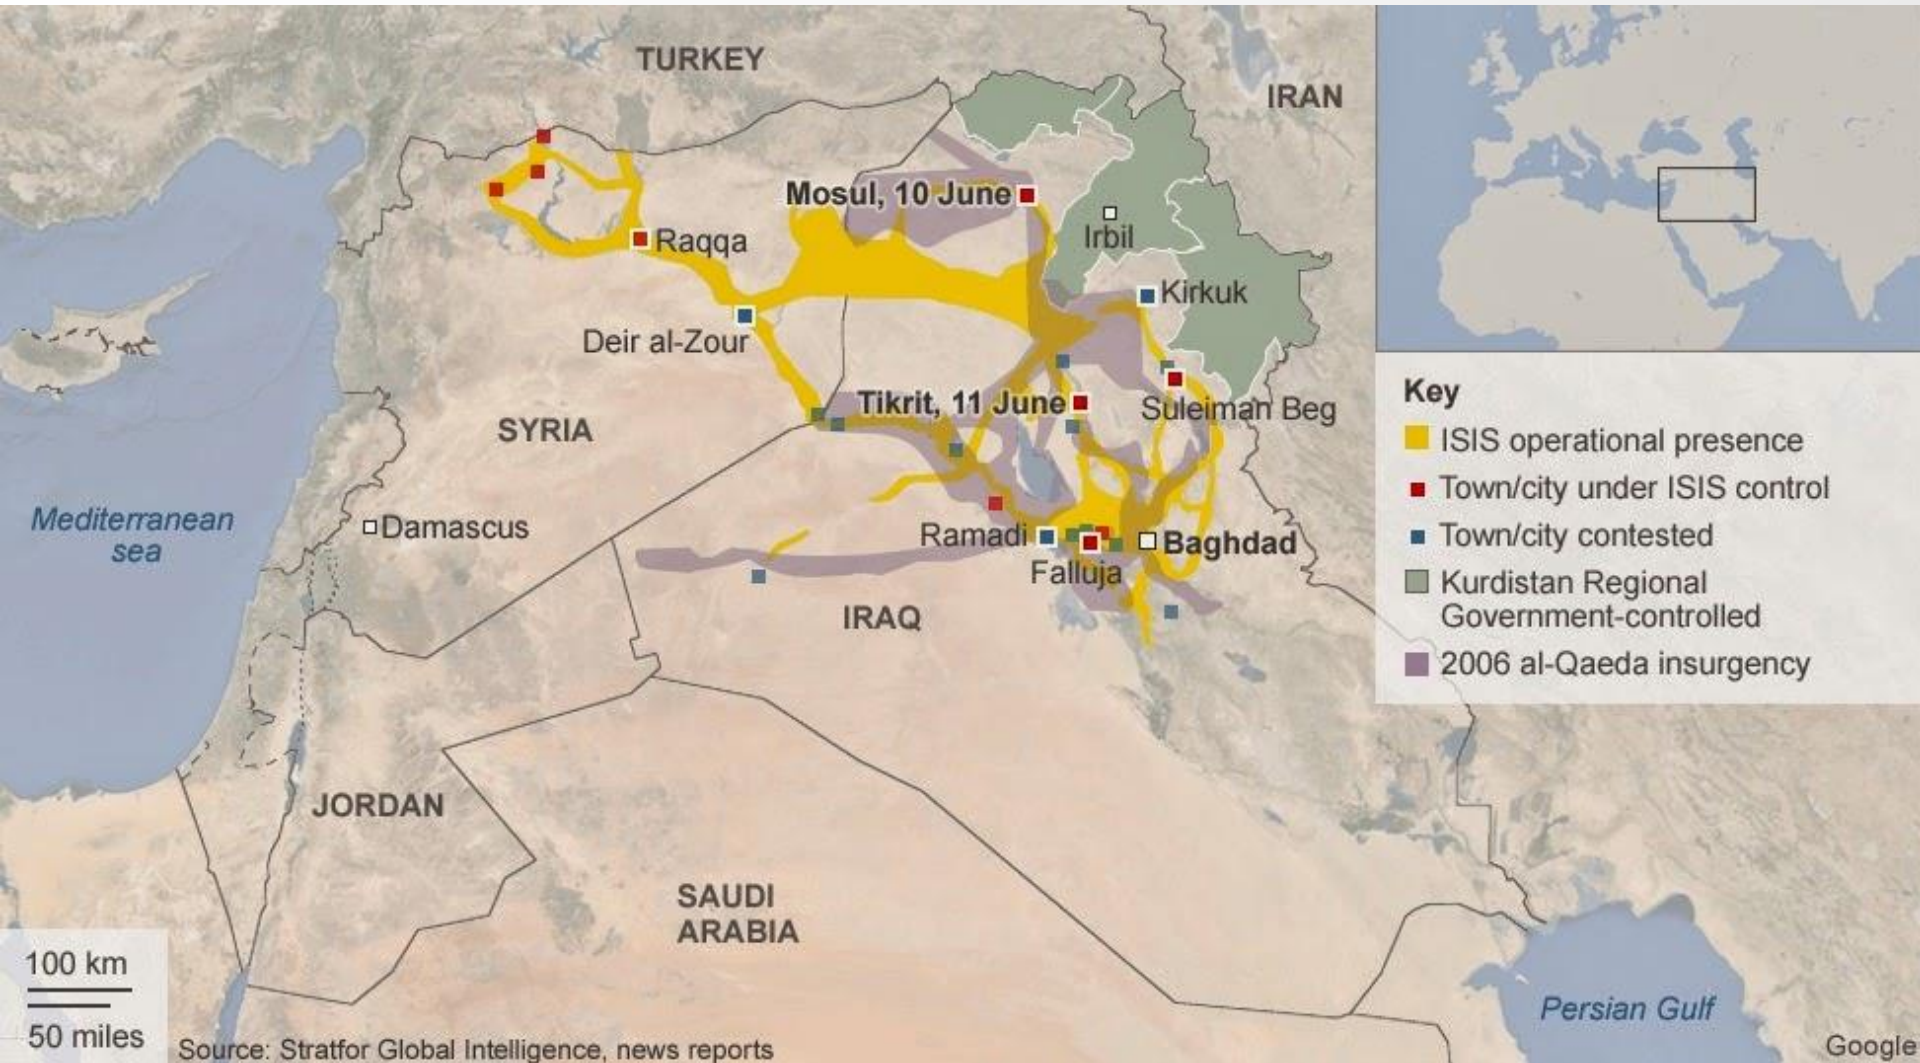 TURKEY
IRAN
Mosul, 10 June
Irbil
Raqqa
Kirkuk
Deir al-Zour
Tikrit, 11 June
Suleiman Beg
SYRIA
Mediterranean
sea
Damascus
Ramadi
Baghdad
Falluja
IRAQ
JORDAN
SAUDI
ARABIA
Persian Gulf
Key
ISIS operational presence
Town/city under ISIS control
Town/city contested
Kurdistan Regional
Government-controlled
2006 al-Qaeda insurgency
100 km
50 miles
Source: Stratfor Global Intelligence, news reports
Google